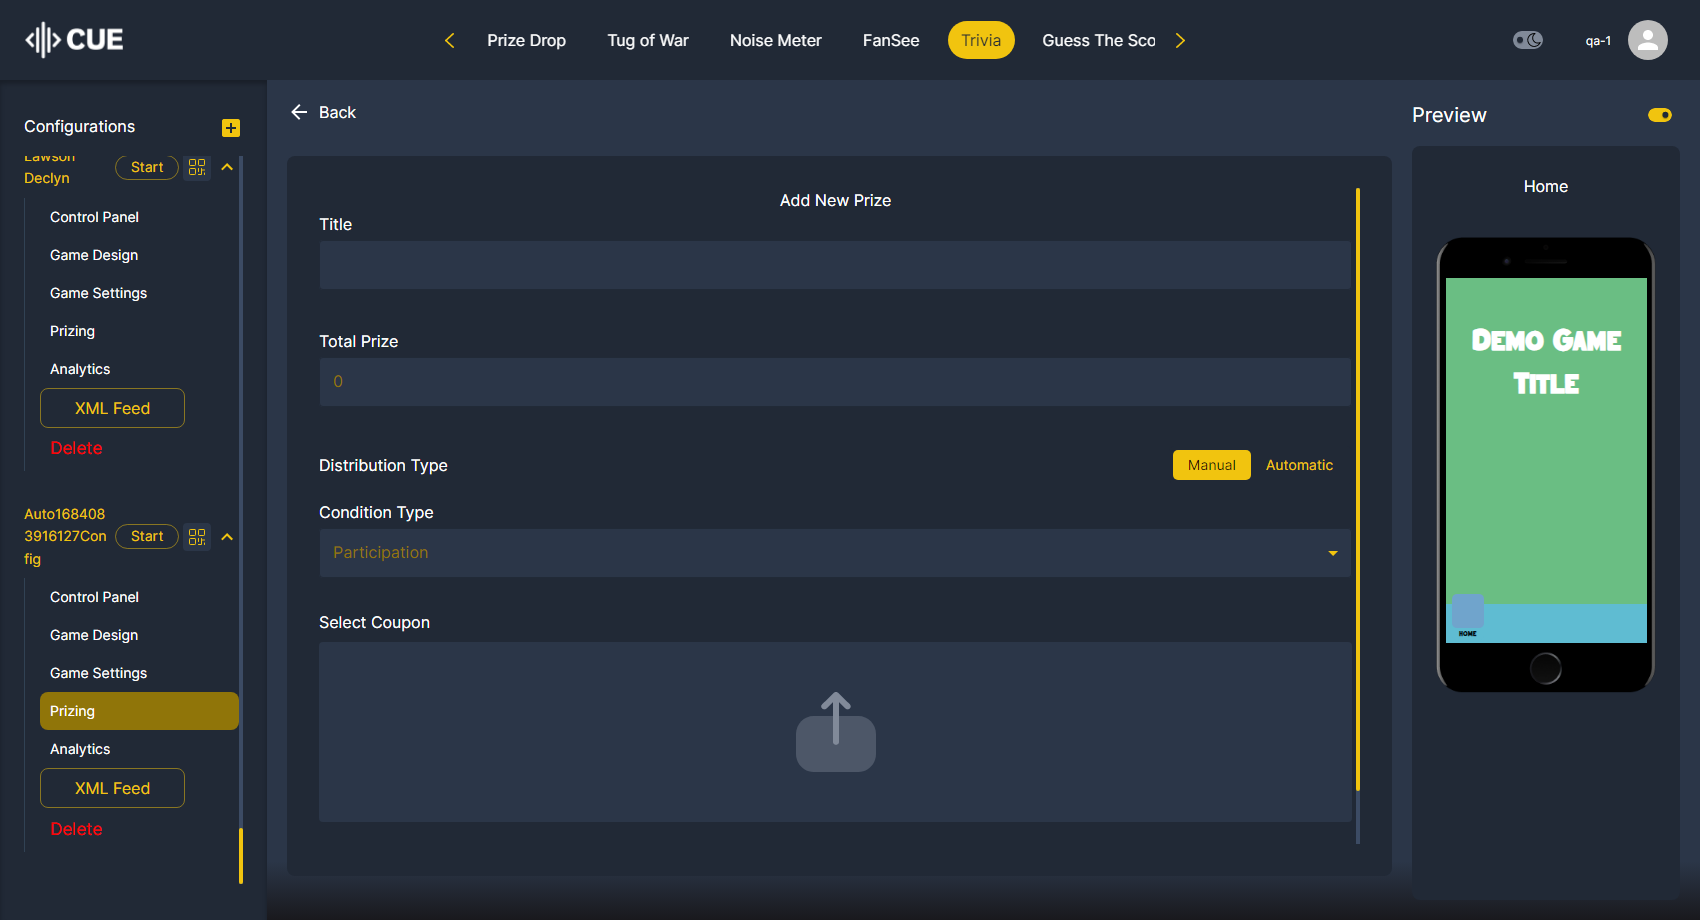 CUE
Prize Drop
Tug of War
Noise Meter
FanSee
Trivia
Guess The Sco
qa-1
Configurations
Lawson
Declyn
Start
Control Panel
Game Design
Game Settings
Prizing
Analytics
XML Feed
Delete
Auto168408
3916127Con
fig
Start
Control Panel
Game Design
Game Settings
Prizing
Analytics
XML Feed
Delete
Back
Add New Prize
Title
Total Prize
0
Distribution Type
Manual
Automatic
Condition Type
Participation
Select Coupon
Preview
Home
Demo Game
Title
HOME